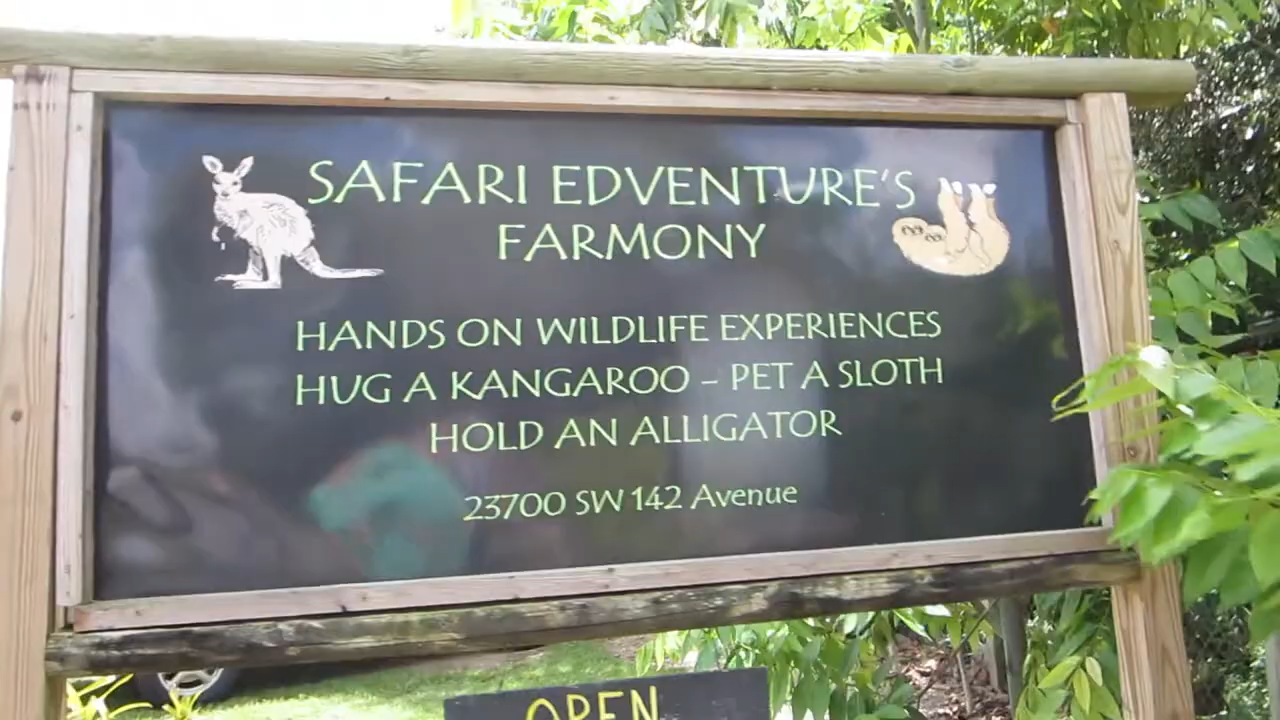 SAFARI EDVENTURE'S
FARMONY
HANDS ON WILDLIFE EXPERIENCES
HUG A KANGAROO – PET A SLOTH
HOLD AN ALLIGATOR
23700 SW 142 Avenue
OPEN